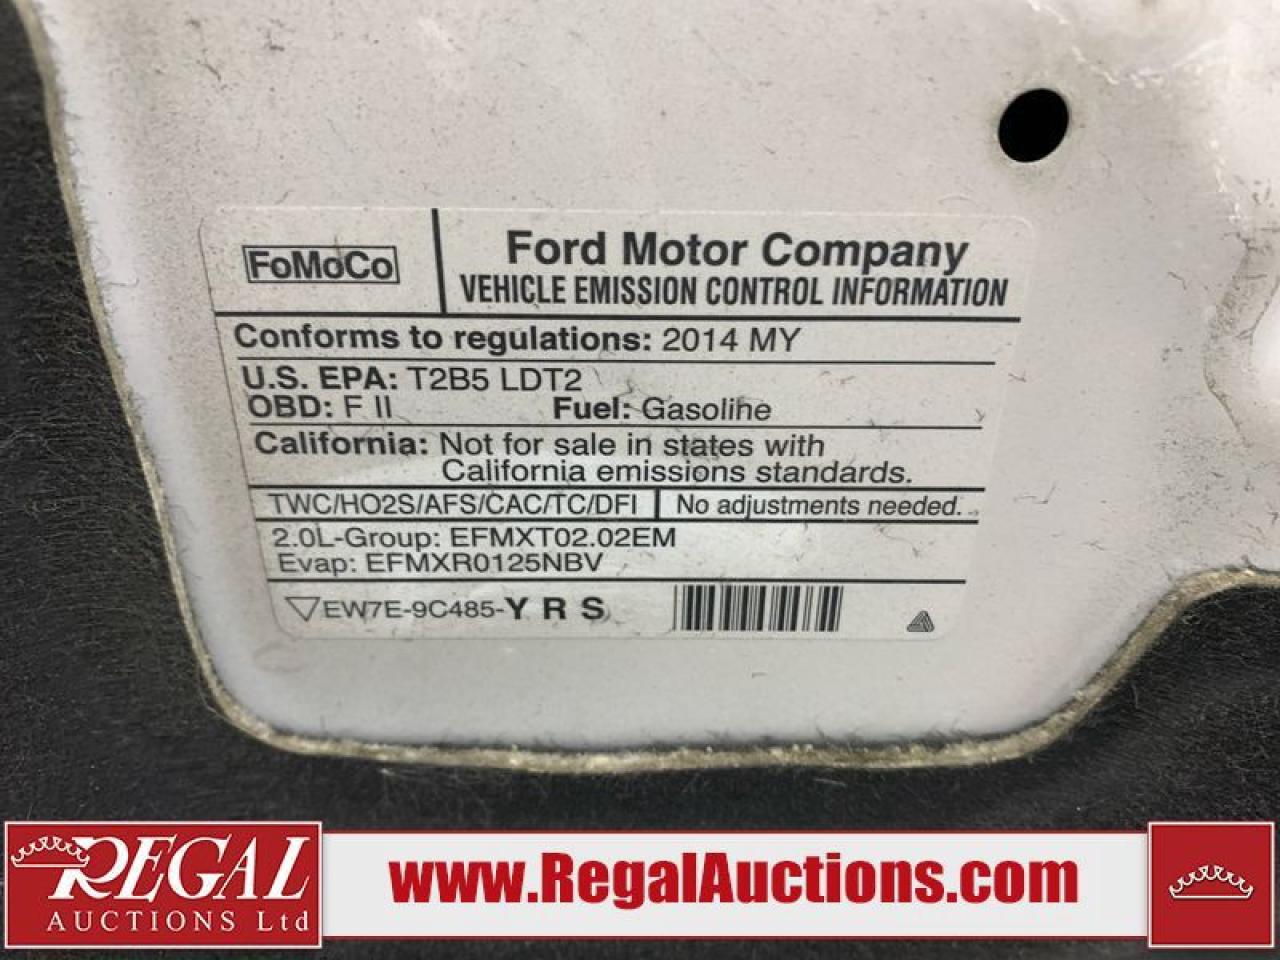 FoMoCo
Ford Motor Company
VEHICLE EMISSION CONTROL INFORMATION
Conforms to regulations: 2014 MY
U.S. EPA: T2B5 LDT2
OBD: F II Fuel: Gasoline
California: Not for sale in states with
California emissions standards.
TWC/HO2S/AFS/CAC/TC/DFI No adjustments needed.
2.0L-Group: EFMXT02.02EM
Evap: EFMXR0125NBV
EW7E-9C485-Y R S
REGAL
AUCTIONS Ltd
www.RegalAuctions.com